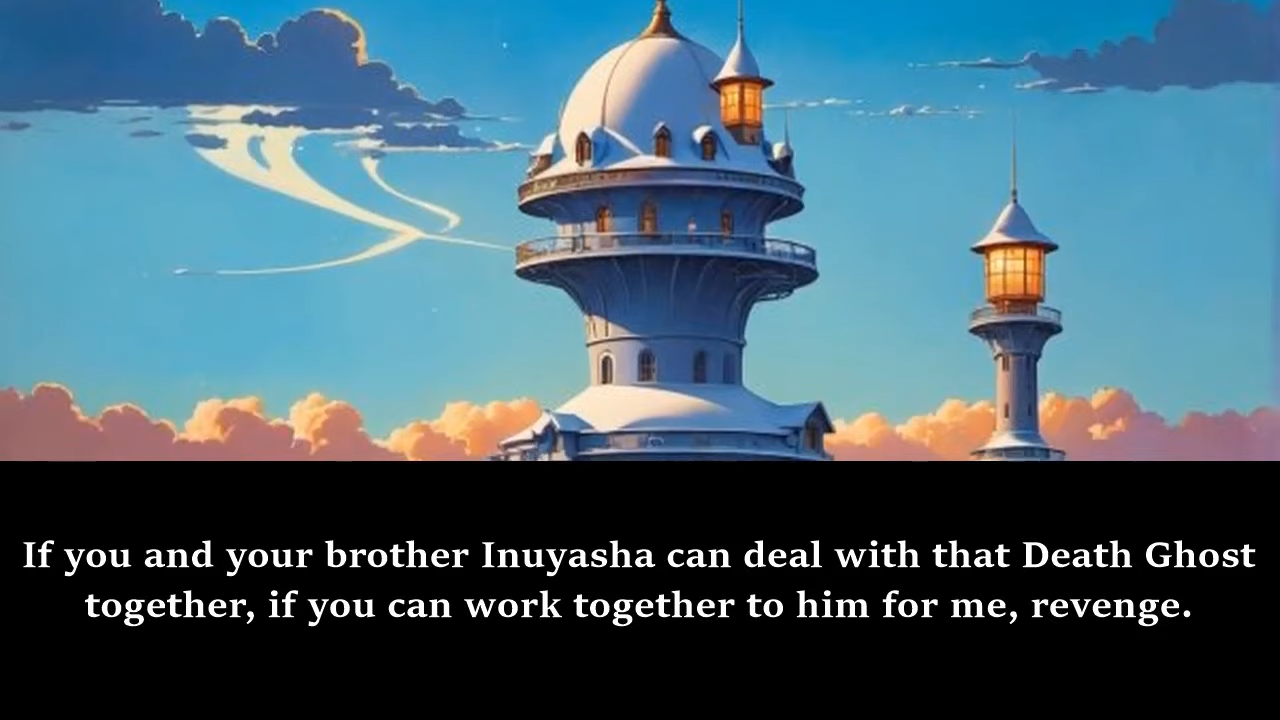 If you and your brother Inuyasha can deal with that Death Ghost
together, if you can work together to him for me, revenge.